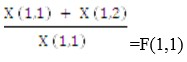 X(1,1) + X(1,2)
X(1,1)
=F(1,1)